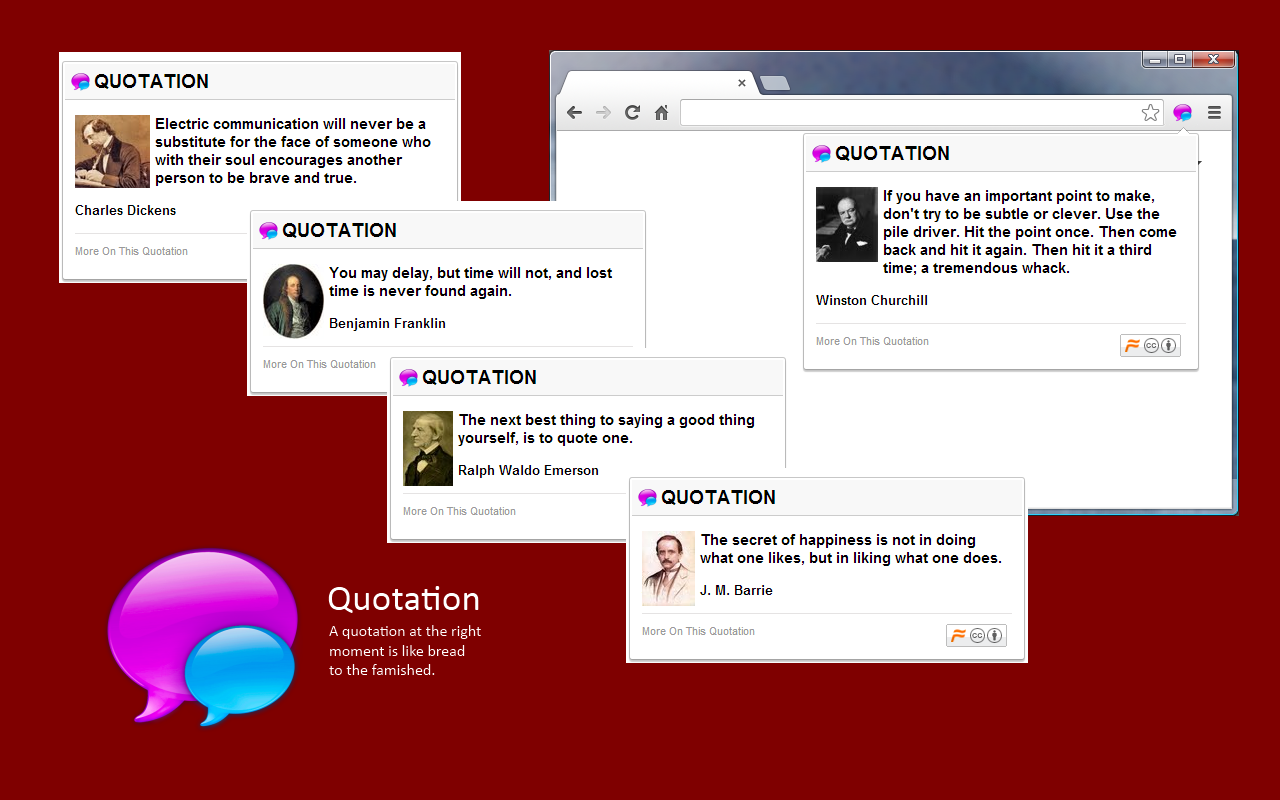 QUOTATION
Electric communication will never be a
substitute for the face of someone who
with their soul encourages another
person to be brave and true.
Charles Dickens
More On This Quotation
QUOTATION
You may delay, but time will not, and lost
time is never found again.
Benjamin Franklin
More On This Quotation
QUOTATION
The next best thing to saying a good thing
yourself, is to quote one.
Ralph Waldo Emerson
More On This Quotation
QUOTATION
The secret of happiness is not in doing
what one likes, but in liking what one does.
J. M. Barrie
More On This Quotation
cc
QUOTATION
If you have an important point to make,
don't try to be subtle or clever. Use the
pile driver. Hit the point once. Then come
back and hit it again. Then hit it a third
time; a tremendous whack.
Winston Churchill
More On This Quotation
cc
Quotation
A quotation at the right
moment is like bread
to the famished.